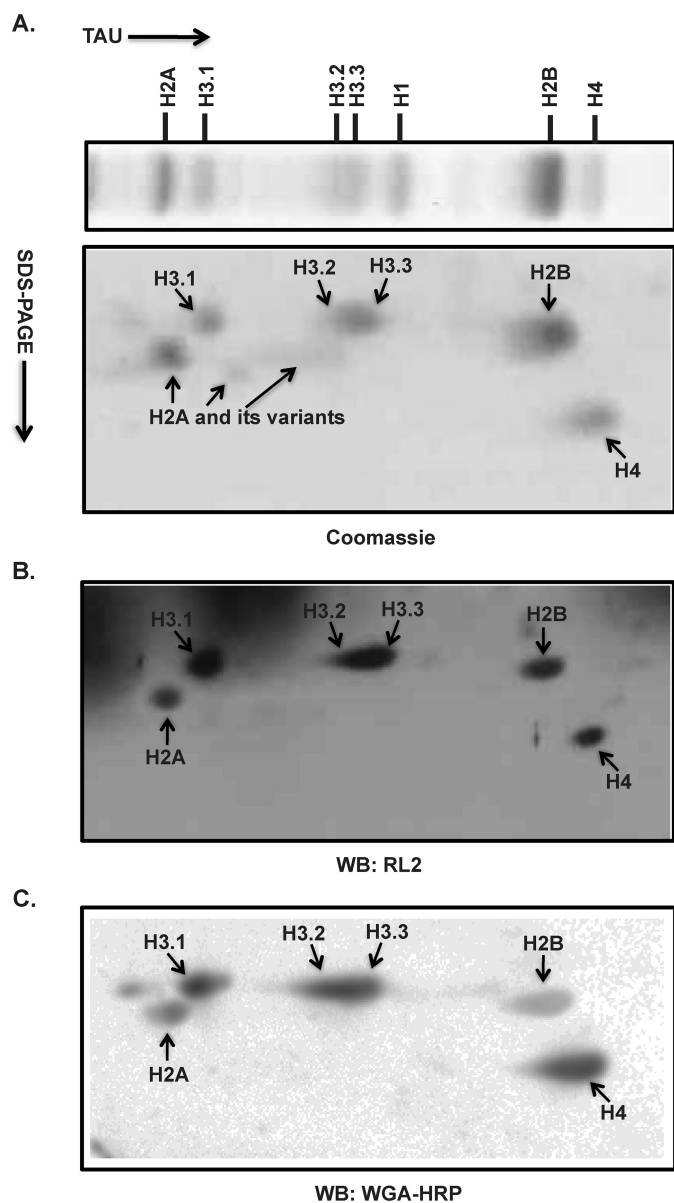 A.
TAU
H2A
H3.1
H3.2
H3.3
H1
H2B
H4
SDS-PAGE
H3.1
H3.2
H3.3
H2B
H2A and its variants
H4
Coomassie
B.
H3.1
H3.2
H3.3
H2B
H2A
H4
WB: RL2
C.
H3.1
H3.2
H3.3
H2B
H2A
H4
WB: WGA-HRP